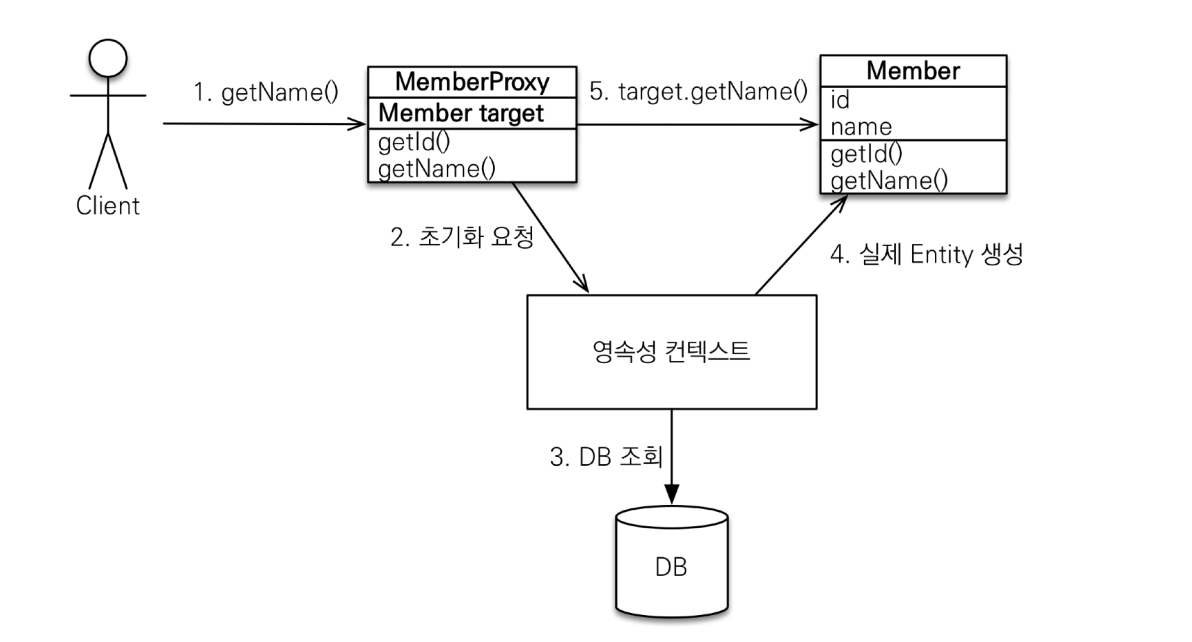 1. getName()
Client
MemberProxy
Member target
getId()
getName()
5. target.getName()
Member
id
name
getId()
getName()
2. 초기화 요청
4. 실제 Entity 생성
영속성 컨텍스트
3. DB 조회
DB